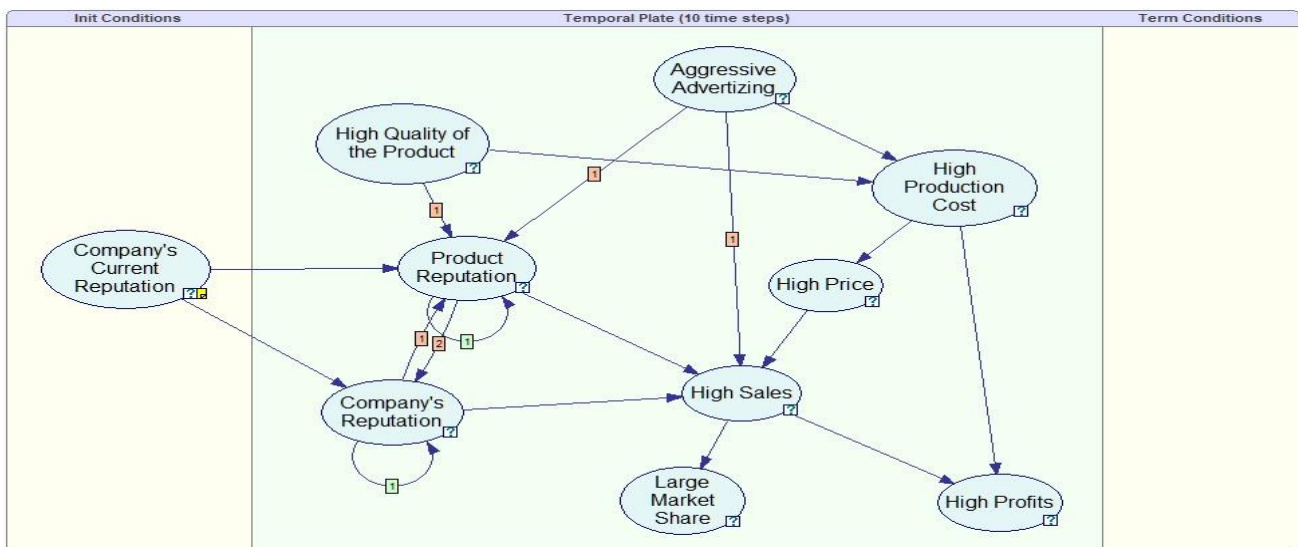 Init Conditions
Temporal Plate (10 time steps)
Term Conditions
Aggressive
Advertizing
?
High Quality of
the Product
?
High
Production
Cost
?
1
1
1
Company's
Current
Reputation
?
Product
Reputation
?
High Price
?
1
2
1
High Sales
?
Company's
Reputation
?
1
Large
Market
Share
?
High Profits
?